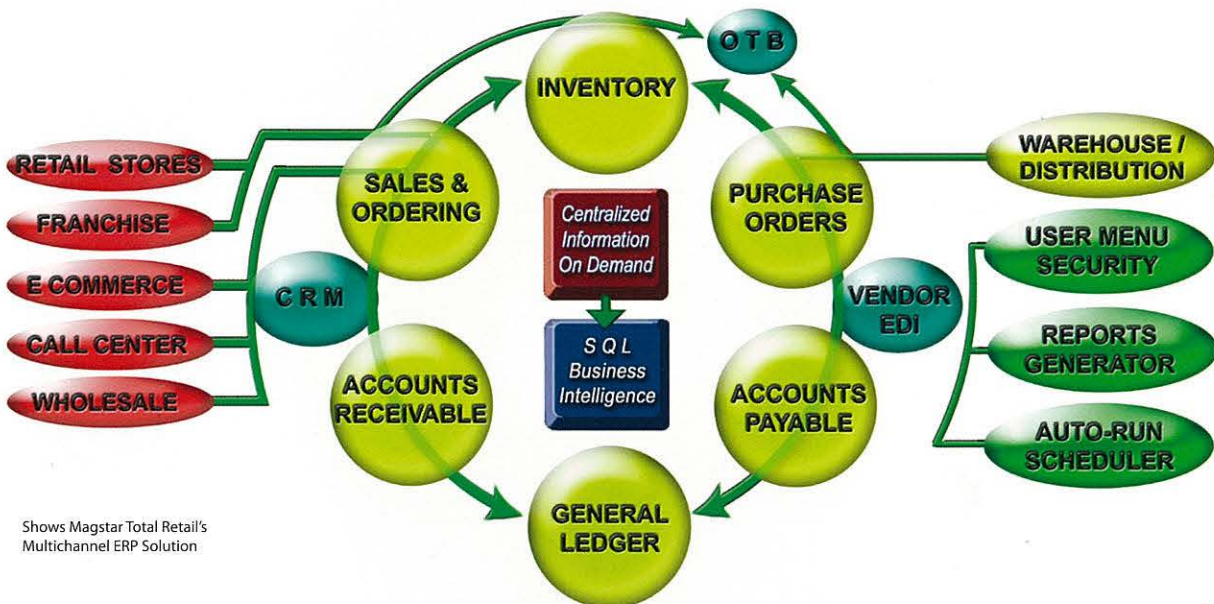 O T B
INVENTORY
RETAIL STORES
FRANCHISE
E COMMERCE
CALL CENTER
WHOLESALE
SALES &
ORDERING
C R M
ACCOUNTS
RECEIVABLE
Centralized
Information
On Demand
S Q L
Business
Intelligence
PURCHASE
ORDERS
VENDOR
EDI
ACCOUNTS
PAYABLE
GENERAL
LEDGER
WAREHOUSE /
DISTRIBUTION
USER MENU
SECURITY
REPORTS
GENERATOR
AUTO-RUN
SCHEDULER
Shows Magstar Total Retail's
Multichannel ERP Solution